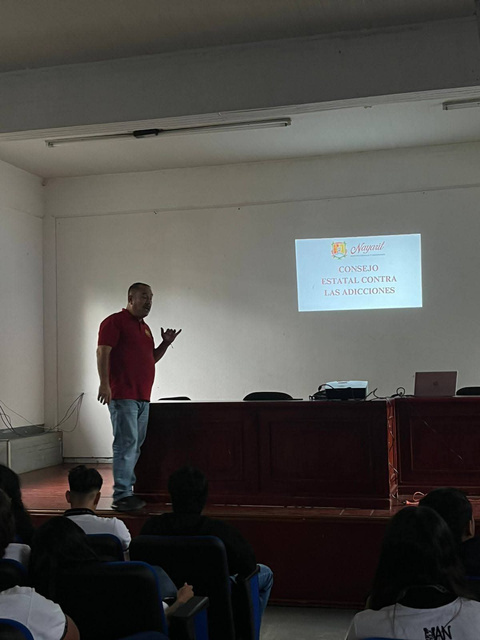 Nayarit
CONSEJO
ESTATAL CONTRA
LAS ADICCIONES